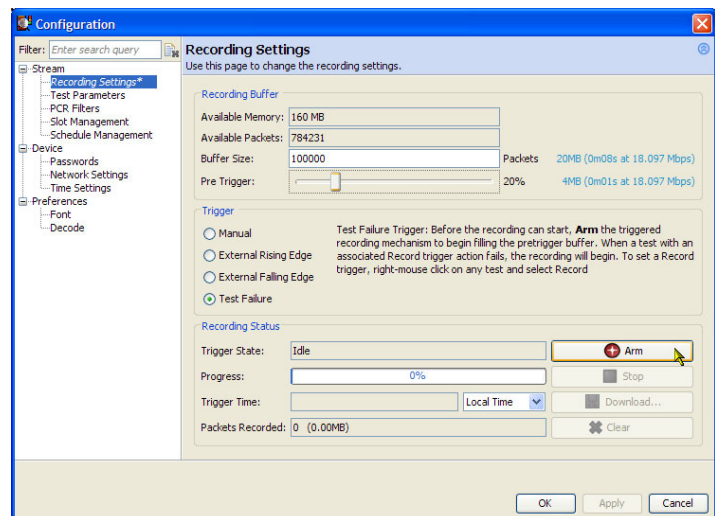 Configuration
Filter: Enter search query
Stream
Recording Settings*
Test Parameters
PCR Filters
Slot Management
Schedule Management
Device
Passwords
Network Settings
Time Settings
Preferences
Font
Decode
Recording Settings
Use this page to change the recording settings.
Recording Buffer
Available Memory: 160 MB
Available Packets: 784231
Buffer Size: 100000 Packets 20MB (0m08s at 18.097 Mbps)
Pre Trigger: 20% 4MB (0m01s at 18.097 Mbps)
Trigger
Manual
External Rising Edge
External Falling Edge
Test Failure
Test Failure Trigger: Before the recording can start, Arm the triggered
recording mechanism to begin filling the pretrigger buffer. When a test with an
associated Record trigger action fails, the recording will begin. To set a Record
trigger, right-mouse click on any test and select Record
Recording Status
Trigger State: Idle Arm
Progress: 0% Stop
Trigger Time: Local Time Download...
Packets Recorded: 0 (0.00MB) Clear
OK Apply Cancel